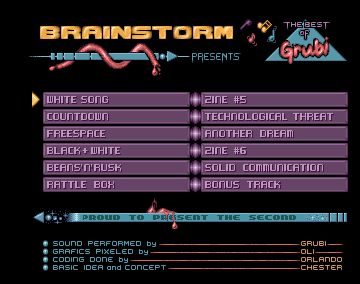 BRAINSTORM
PRESENTS
THE BEST
OF
Grubi
WHITE SONG
ZINE #5
COUNTDOWN
TECHNOLOGICAL THREAT
FREESPACE
ANOTHER DREAM
BLACK+WHITE
ZINE #6
BEANS'N'RUSK
SOLID COMMUNICATION
RATTLE BOX
BONUS TRACK
PROUD TO PRESENT THE SECOND
SOUND PERFORMED by GRUBI
GRAFICS PIXELED by OLI
CODING DONE by ORLANDO
BASIC IDEA and CONCEPT CHESTER